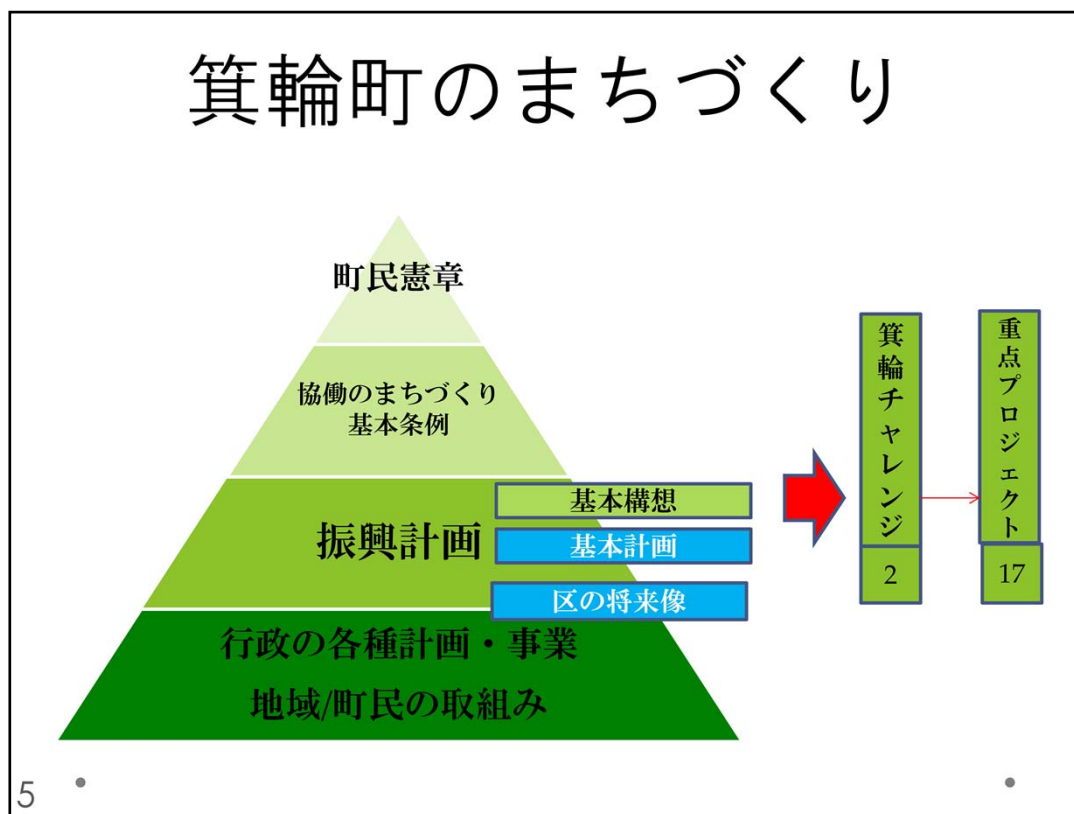 箕輪町のまちづくり
町民憲章
協働のまちづくり
基本条例
振興計画
基本構想
基本計画
区の将来像
行政の各種計画・事業
地域/町民の取組み
箕輪チャレンジ
2
重点プロジェクト
17
5